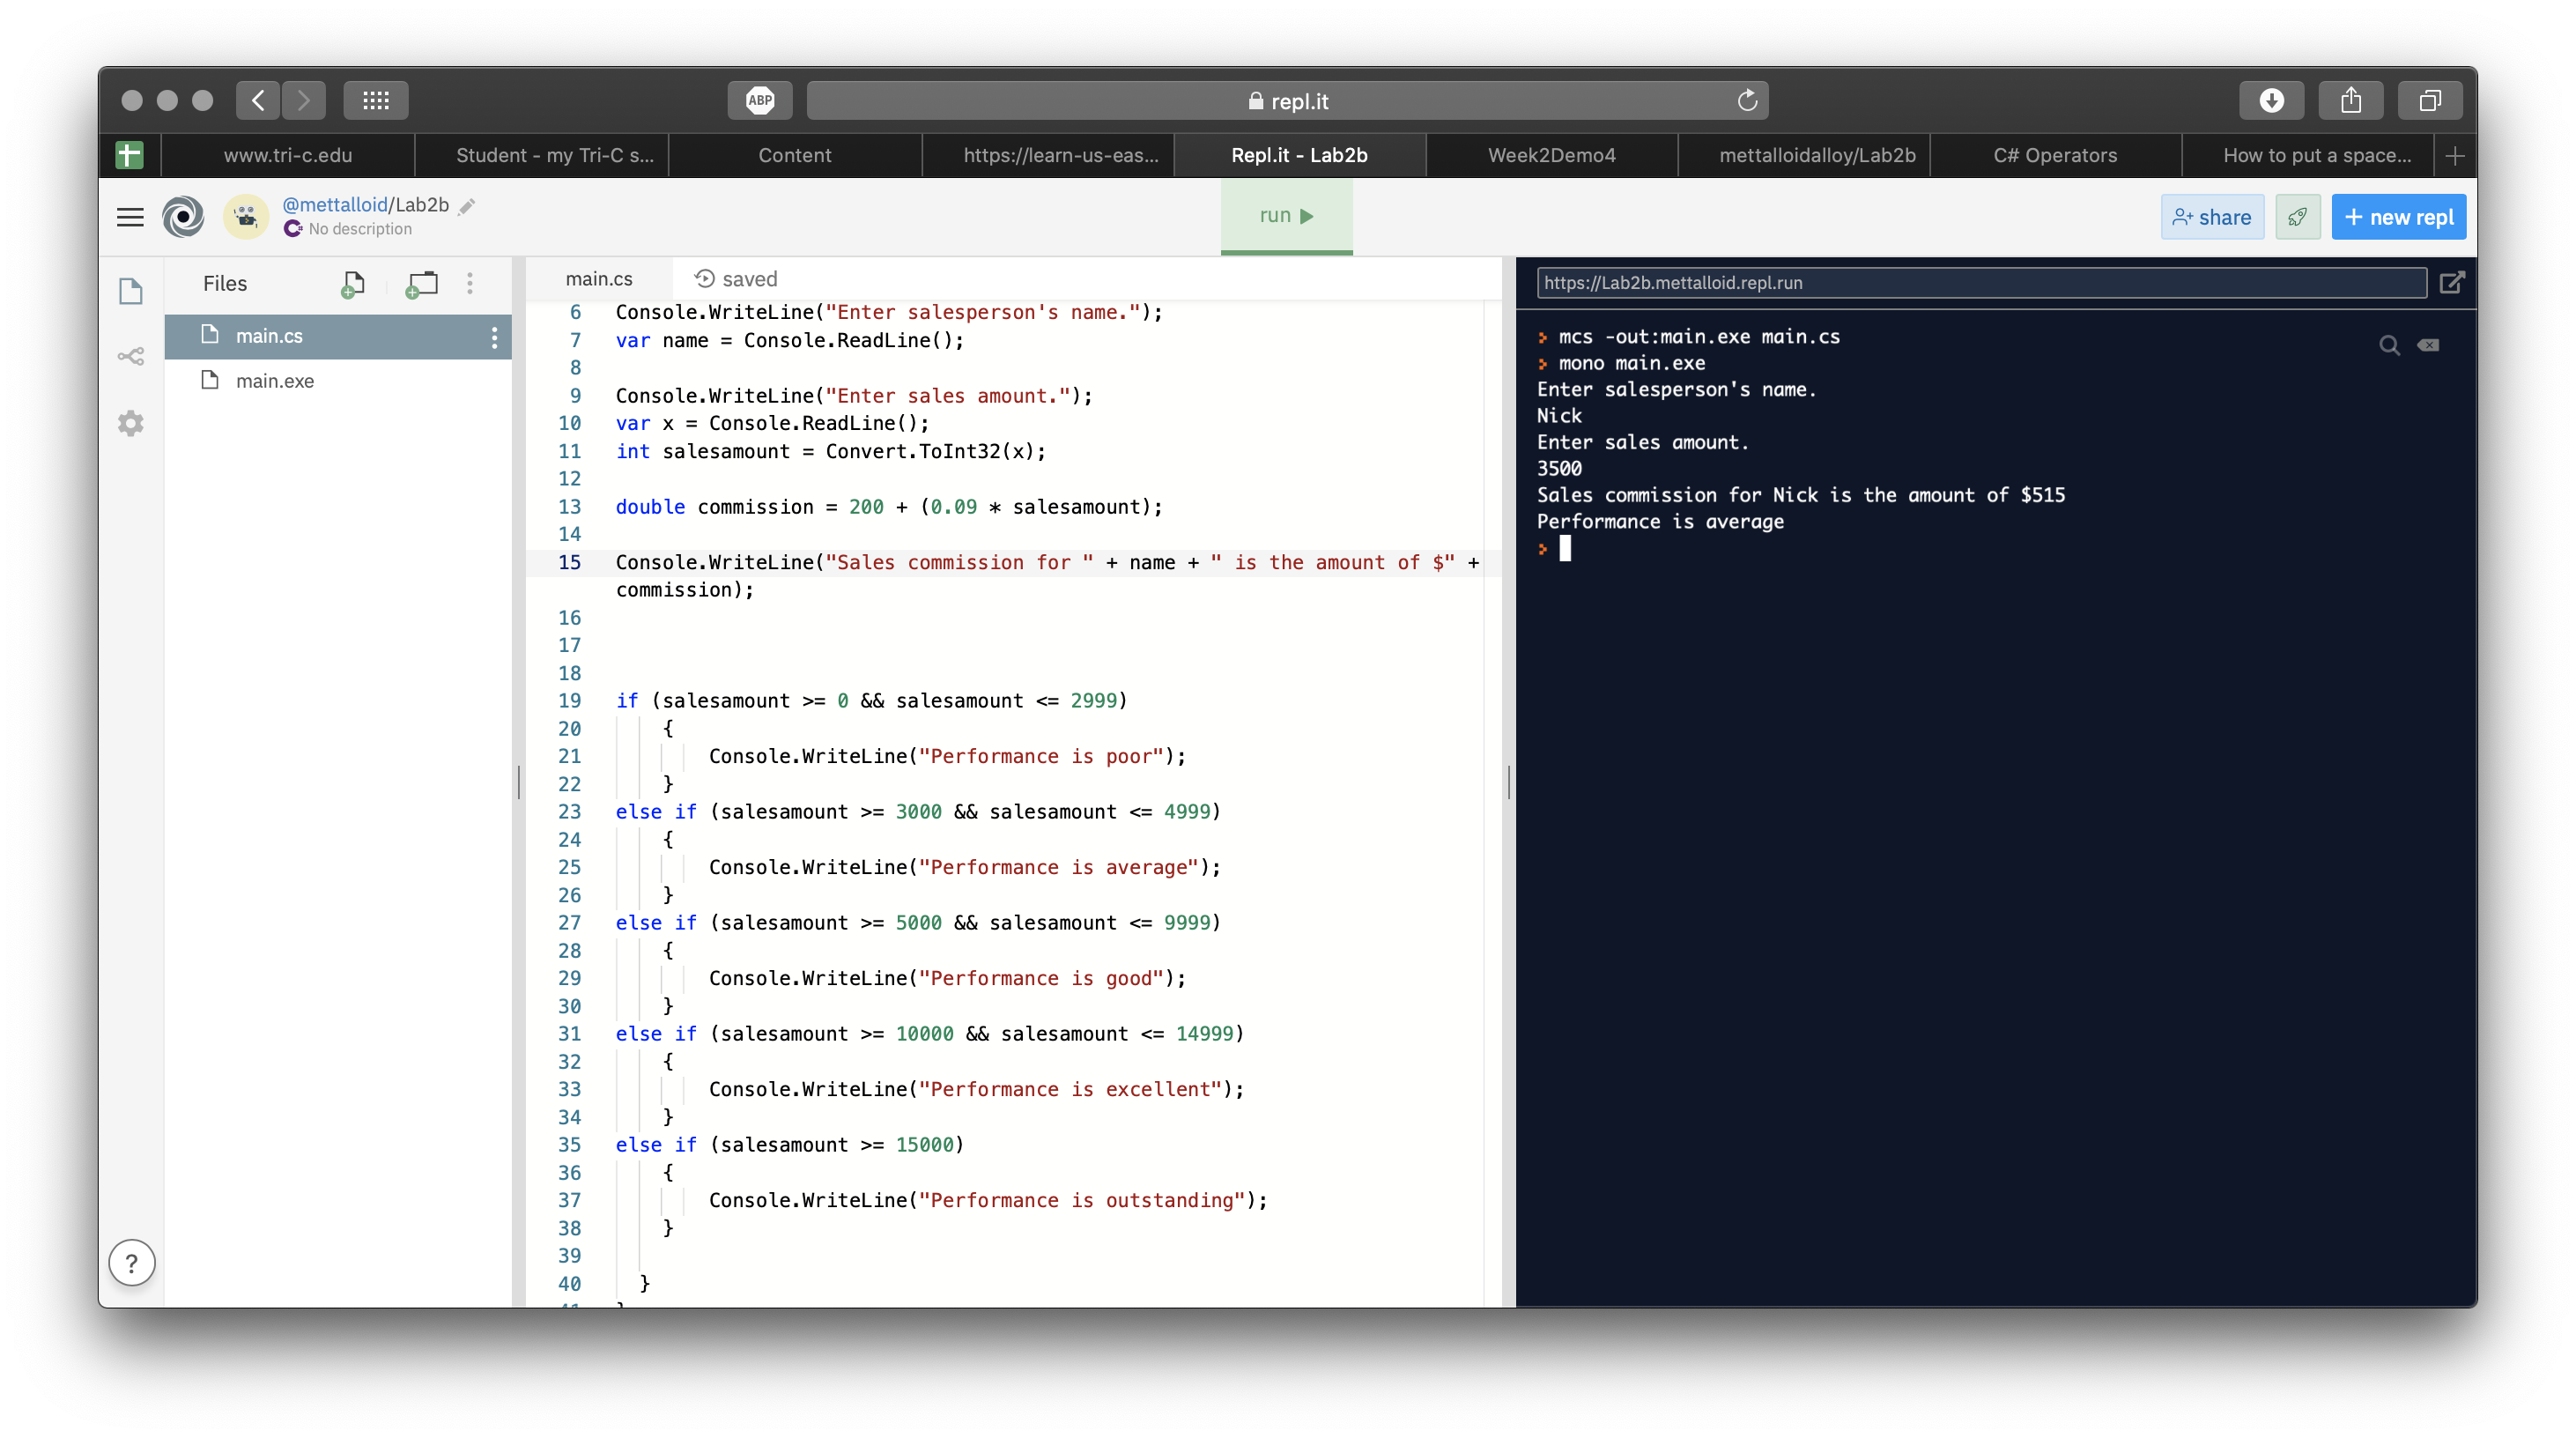 ABP
repl.it
www.tri-c.edu
Student - my Tri-C s...
Content
https://learn-us-eas...
Repl.it - Lab2b
Week2Demo4
mettalloidalloy/Lab2b
C# Operators
How to put a space...
@mettalloid/Lab2b
No description
run
share
+ new repl
Files
main.cs
main.exe
main.cs
saved
6 Console.WriteLine("Enter salesperson's name.");
7 var name = Console.ReadLine();
8
9 Console.WriteLine("Enter sales amount.");
10 var x = Console.ReadLine();
11 int salesamount = Convert.ToInt32(x);
12
13 double commission = 200 + (0.09 * salesamount);
14
15 Console.WriteLine("Sales commission for " + name + " is the amount of $" +
commission);
16
17
18
19 if (salesamount >= 0 && salesamount <= 2999)
20 {
21 Console.WriteLine("Performance is poor");
22 }
23 else if (salesamount >= 3000 && salesamount <= 4999)
24 {
25 Console.WriteLine("Performance is average");
26 }
27 else if (salesamount >= 5000 && salesamount <= 9999)
28 {
29 Console.WriteLine("Performance is good");
30 }
31 else if (salesamount >= 10000 && salesamount <= 14999)
32 {
33 Console.WriteLine("Performance is excellent");
34 }
35 else if (salesamount >= 15000)
36 {
37 Console.WriteLine("Performance is outstanding");
38 }
39
40 }
?
https://Lab2b.mettalloid.repl.run
> mcs -out:main.exe main.cs
> mono main.exe
Enter salesperson's name.
Nick
Enter sales amount.
3500
Sales commission for Nick is the amount of $515
Performance is average
>